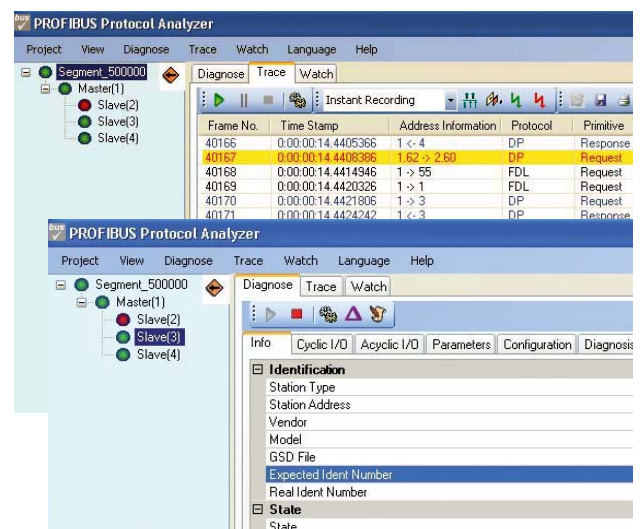 bus PROFIBUS Protocol Analyzer
Project View Diagnose Trace Watch Language Help
Segment_500000
Master(1)
Slave(2)
Slave(3)
Slave(4)
Diagnose Trace Watch
Instant Recording
Frame No. Time Stamp Address Information Protocol Primitive
40166 0:00:00:14.4405366 1 <- 4 DP Response
40167 0:00:00:14.4408386 1.62 -> 2.60 DP Request
40168 0:00:00:14.4414946 1 -> 55 FDL Request
40169 0:00:00:14.4420326 1 -> 1 FDL Request
40170 0:00:00:14.4421806 1 -> 3 DP Request
40171 0:00:00:14.4424242 1 <- 3 DP Response
bus PROFIBUS Protocol Analyzer
Project View Diagnose Trace Watch Language Help
Segment_500000
Master(1)
Slave(2)
Slave(3)
Slave(4)
Diagnose Trace Watch
Info Cyclic I/O Acyclic I/O Parameters Configuration Diagnosis
Identification
Station Type
Station Address
Vendor
Model
GSD File
Expected Ident Number
Real Ident Number
State
State